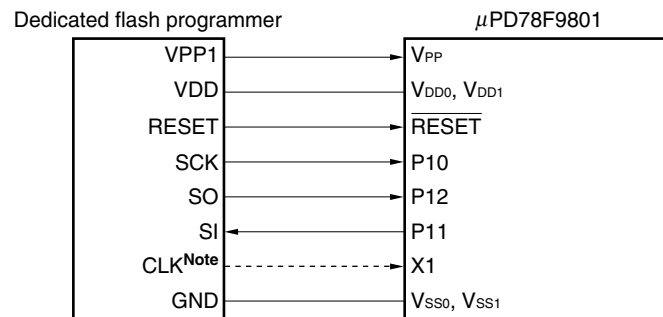 Dedicated flash programmer μPD78F9801
VPP1 VPP
VDD VDD0, VDD1
RESET RESET
SCK P10
SO P12
SI P11
CLKNote X1
GND VSS0, VSS1